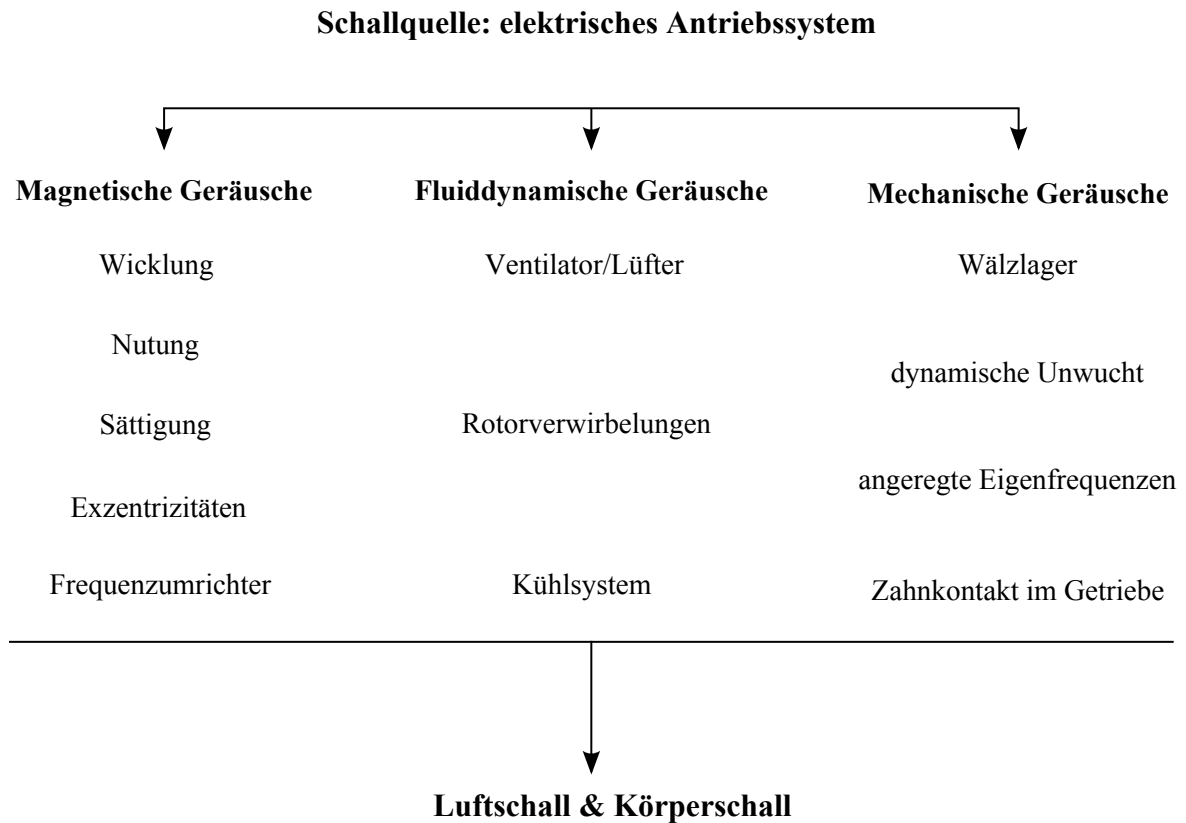 Schallquelle: elektrisches Antriebssystem
Magnetische Geräusche
Wicklung
Nutung
Sättigung
Exzentrizitäten
Frequenzumrichter
Fluiddynamische Geräusche
Ventilator/Lüfter
Rotorverwirbelungen
Kühlsystem
Mechanische Geräusche
Wälzlager
dynamische Unwucht
angeregte Eigenfrequenzen
Zahnkontakt im Getriebe
Luftschall & Körperschall